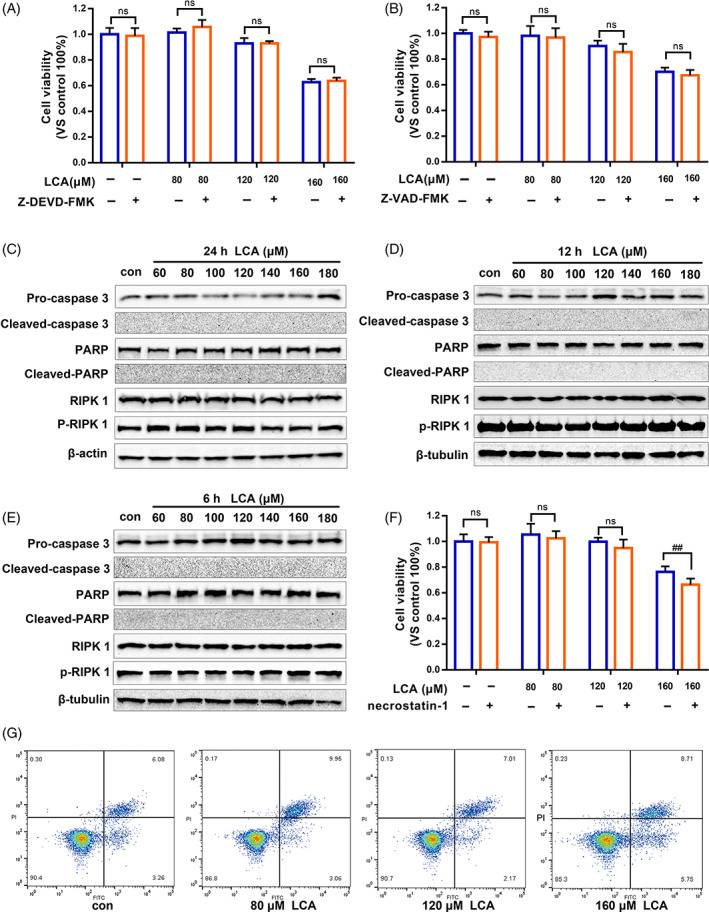 (A)
ns ns ns ns
Cell viability
(VS control 100%)
1.2
1.0
0.8
0.6
0.4
0.2
0.0
LCA(μM) – – 80 80 120 120 160 160
Z-DEVD-FMK – + – + – + – +
(B)
ns ns ns ns
Cell viability
(VS control 100%)
1.2
1.0
0.8
0.6
0.4
0.2
0.0
LCA(μM) – – 80 80 120 120 160 160
Z-VAD-FMK – + – + – + – +
(C)
24 h LCA (μM)
con 60 80 100 120 140 160 180
Pro-caspase 3
Cleaved-caspase 3
PARP
Cleaved-PARP
RIPK 1
P-RIPK 1
β-actin
(D)
12 h LCA (μM)
con 60 80 100 120 140 160 180
Pro-caspase 3
Cleaved-caspase 3
PARP
Cleaved-PARP
RIPK 1
p-RIPK 1
β-tubulin
(E)
6 h LCA (μM)
con 60 80 100 120 140 160 180
Pro-caspase 3
Cleaved-caspase 3
PARP
Cleaved-PARP
RIPK 1
p-RIPK 1
β-tubulin
(F)
ns ns ns ##
Cell viability
(VS control 100%)
1.2
1.0
0.8
0.6
0.4
0.2
0.0
LCA (μM) – – 80 80 120 120 160 160
necrostatin-1 – + – + – + – +
(G)
0.30 6.08
PI
90.4 3.26
FITC
con
0.17 9.95
PI
86.8 3.06
FITC
80 μM LCA
0.13 7.01
PI
90.7 2.17
FITC
120 μM LCA
0.23 8.71
PI
85.3 5.75
FITC
160 μM LCA